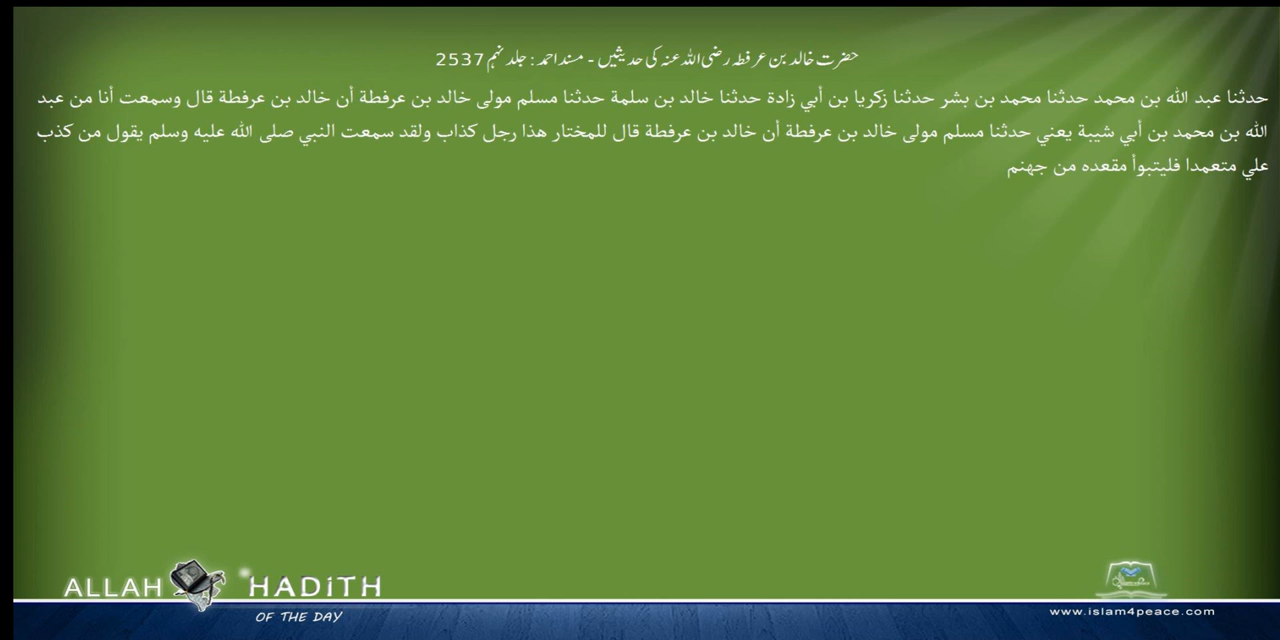 حضرت خالد بن عرفطہ رضی اللہ عنہ کی حدیثیں - مسند احمد : جلد نہم 2537
حدثنا عبد الله بن محمد حدثنا محمد بن بشر حدثنا زكريا بن أبي زادة حدثنا خالد بن سلمة حدثنا مسلم مولى خالد بن عرفطة أن خالد بن عرفطة قال وسمعت أنا من عبد
الله بن محمد بن أبي شيبة يعني حدثنا مسلم مولى خالد بن عرفطة أن خالد بن عرفطة قال للمختار هذا رجل كذاب ولقد سمعت النبي صلى الله عليه وسلم يقول من كذب
علي متعمدا فليتبوأ مقعده من جهنم
ALLAH HADITH
OF THE DAY
www.islam4peace.com